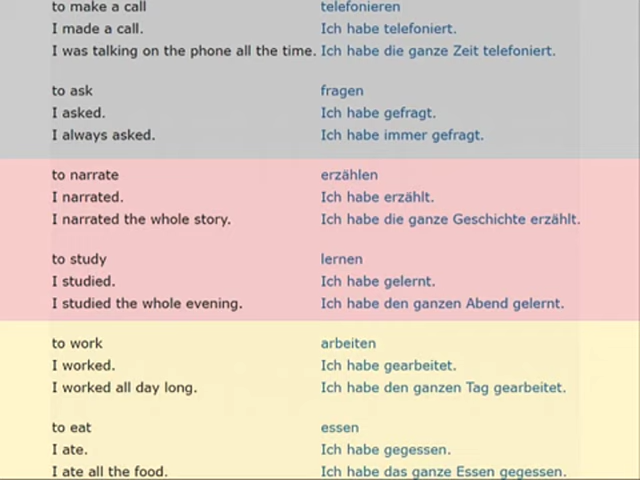 to make a call telefonieren
I made a call. Ich habe telefoniert.
I was talking on the phone all the time. Ich habe die ganze Zeit telefoniert.
to ask fragen
I asked. Ich habe gefragt.
I always asked. Ich habe immer gefragt.
to narrate erzählen
I narrated. Ich habe erzählt.
I narrated the whole story. Ich habe die ganze Geschichte erzählt.
to study lernen
I studied. Ich habe gelernt.
I studied the whole evening. Ich habe den ganzen Abend gelernt.
to work arbeiten
I worked. Ich habe gearbeitet.
I worked all day long. Ich habe den ganzen Tag gearbeitet.
to eat essen
I ate. Ich habe gegessen.
I ate all the food. Ich habe das ganze Essen gegessen.